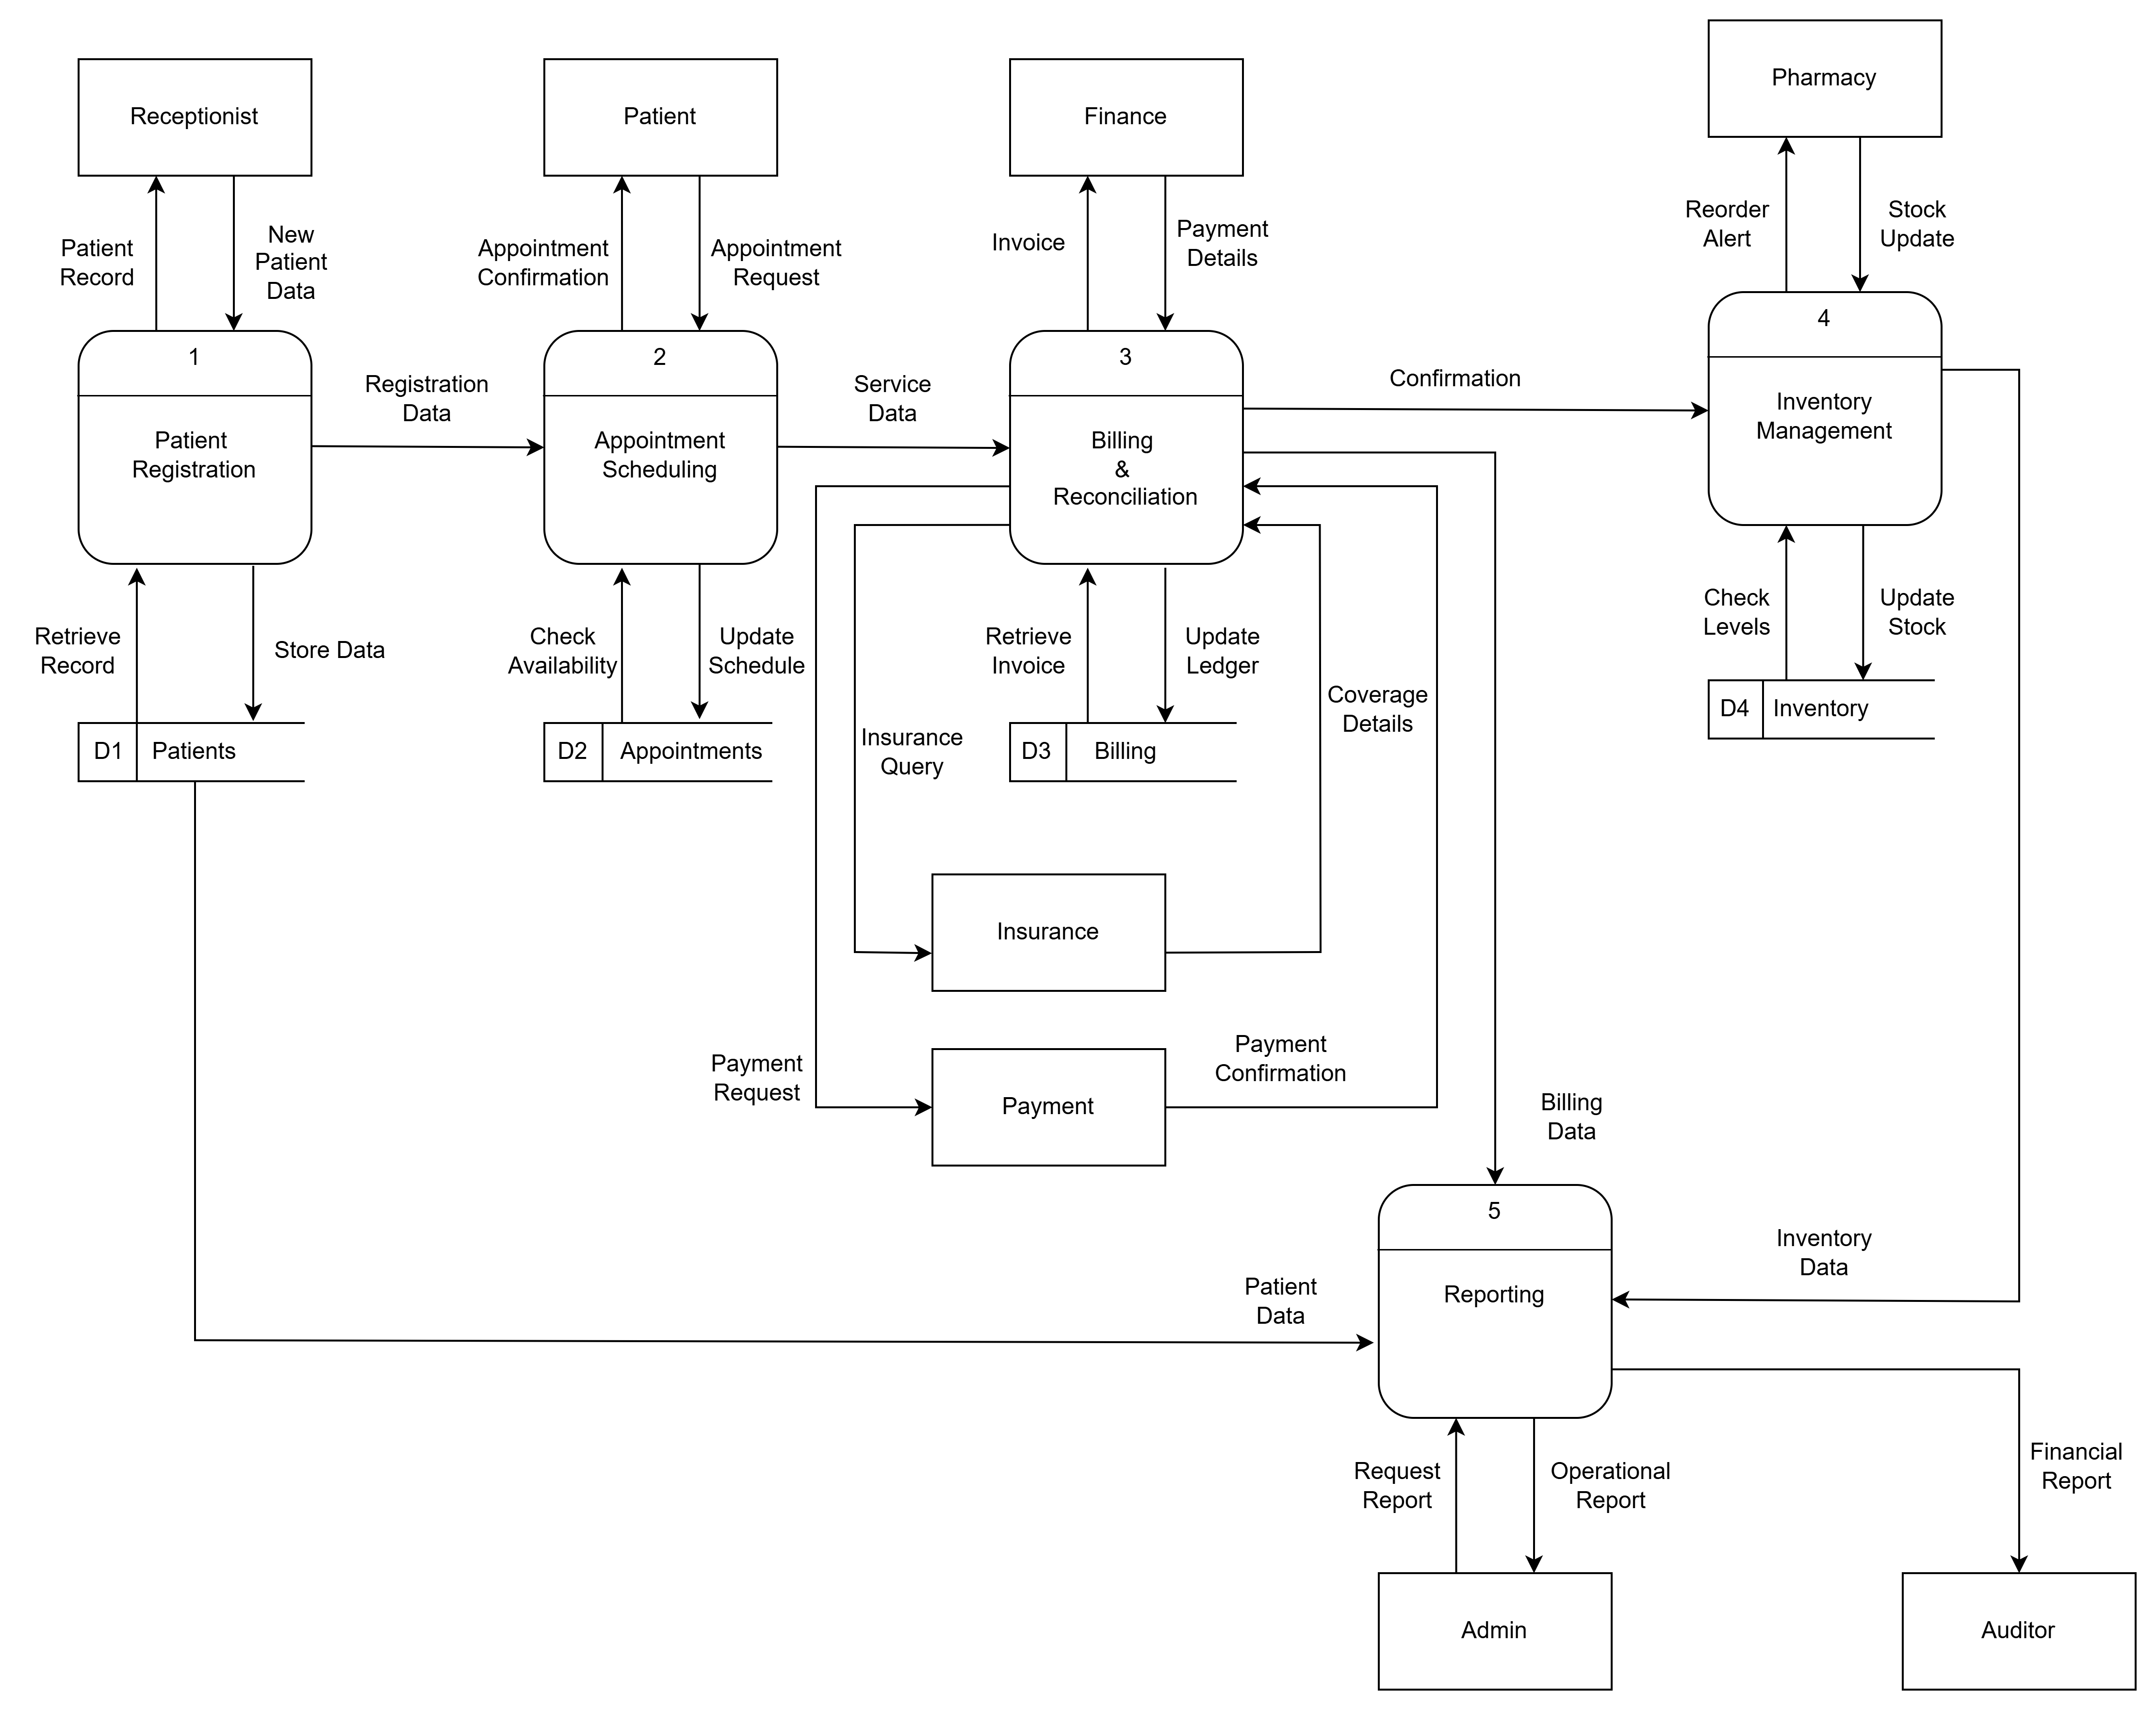 Pharmacy
Receptionist
Patient
Finance
Patient
Record
New
Patient
Data
Appointment
Confirmation
Appointment
Request
Invoice
Payment
Details
Reorder
Alert
Stock
Update
1
Patient
Registration
Registration
Data
2
Appointment
Scheduling
Service
Data
3
Billing
&
Reconciliation
Confirmation
4
Inventory
Management
Retrieve
Record
Store Data
Check
Availability
Update
Schedule
Retrieve
Invoice
Update
Ledger
Coverage
Details
Check
Levels
Update
Stock
D1 Patients
D2 Appointments
Insurance
Query
D3 Billing
D4 Inventory
Insurance
Payment
Request
Payment
Payment
Confirmation
Billing
Data
5
Reporting
Patient
Data
Inventory
Data
Request
Report
Operational
Report
Financial
Report
Admin
Auditor